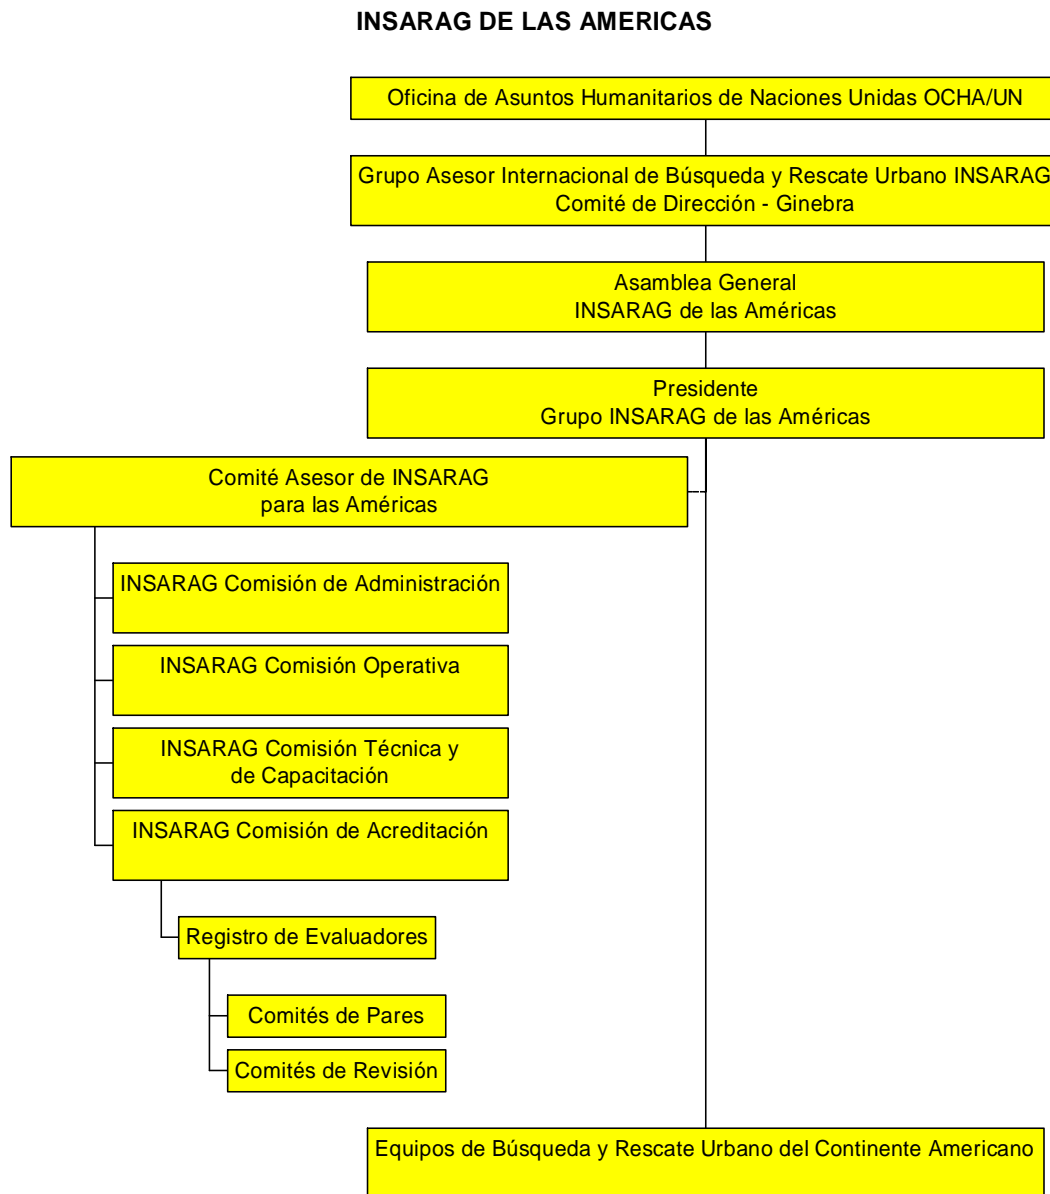 INSARAG DE LAS AMERICAS
Oficina de Asuntos Humanitarios de Naciones Unidas OCHA/UN
Grupo Asesor Internacional de Búsqueda y Rescate Urbano INSARAG
Comité de Dirección - Ginebra
Asamblea General
INSARAG de las Américas
Presidente
Grupo INSARAG de las Américas
Comité Asesor de INSARAG
para las Américas
INSARAG Comisión de Administración
INSARAG Comisión Operativa
INSARAG Comisión Técnica y
de Capacitación
INSARAG Comisión de Acreditación
Registro de Evaluadores
Comités de Pares
Comités de Revisión
Equipos de Búsqueda y Rescate Urbano del Continente Americano